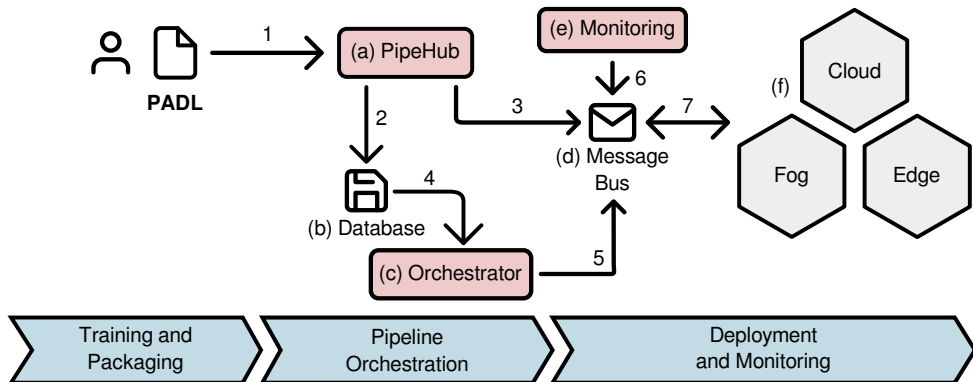 1
(a) PipeHub
(e) Monitoring
Cloud
(f)
PADL
2
3
6
7
(d) Message
Bus
Fog
Edge
4
(b) Database
(c) Orchestrator
5
Training and
Packaging
Pipeline
Orchestration
Deployment
and Monitoring